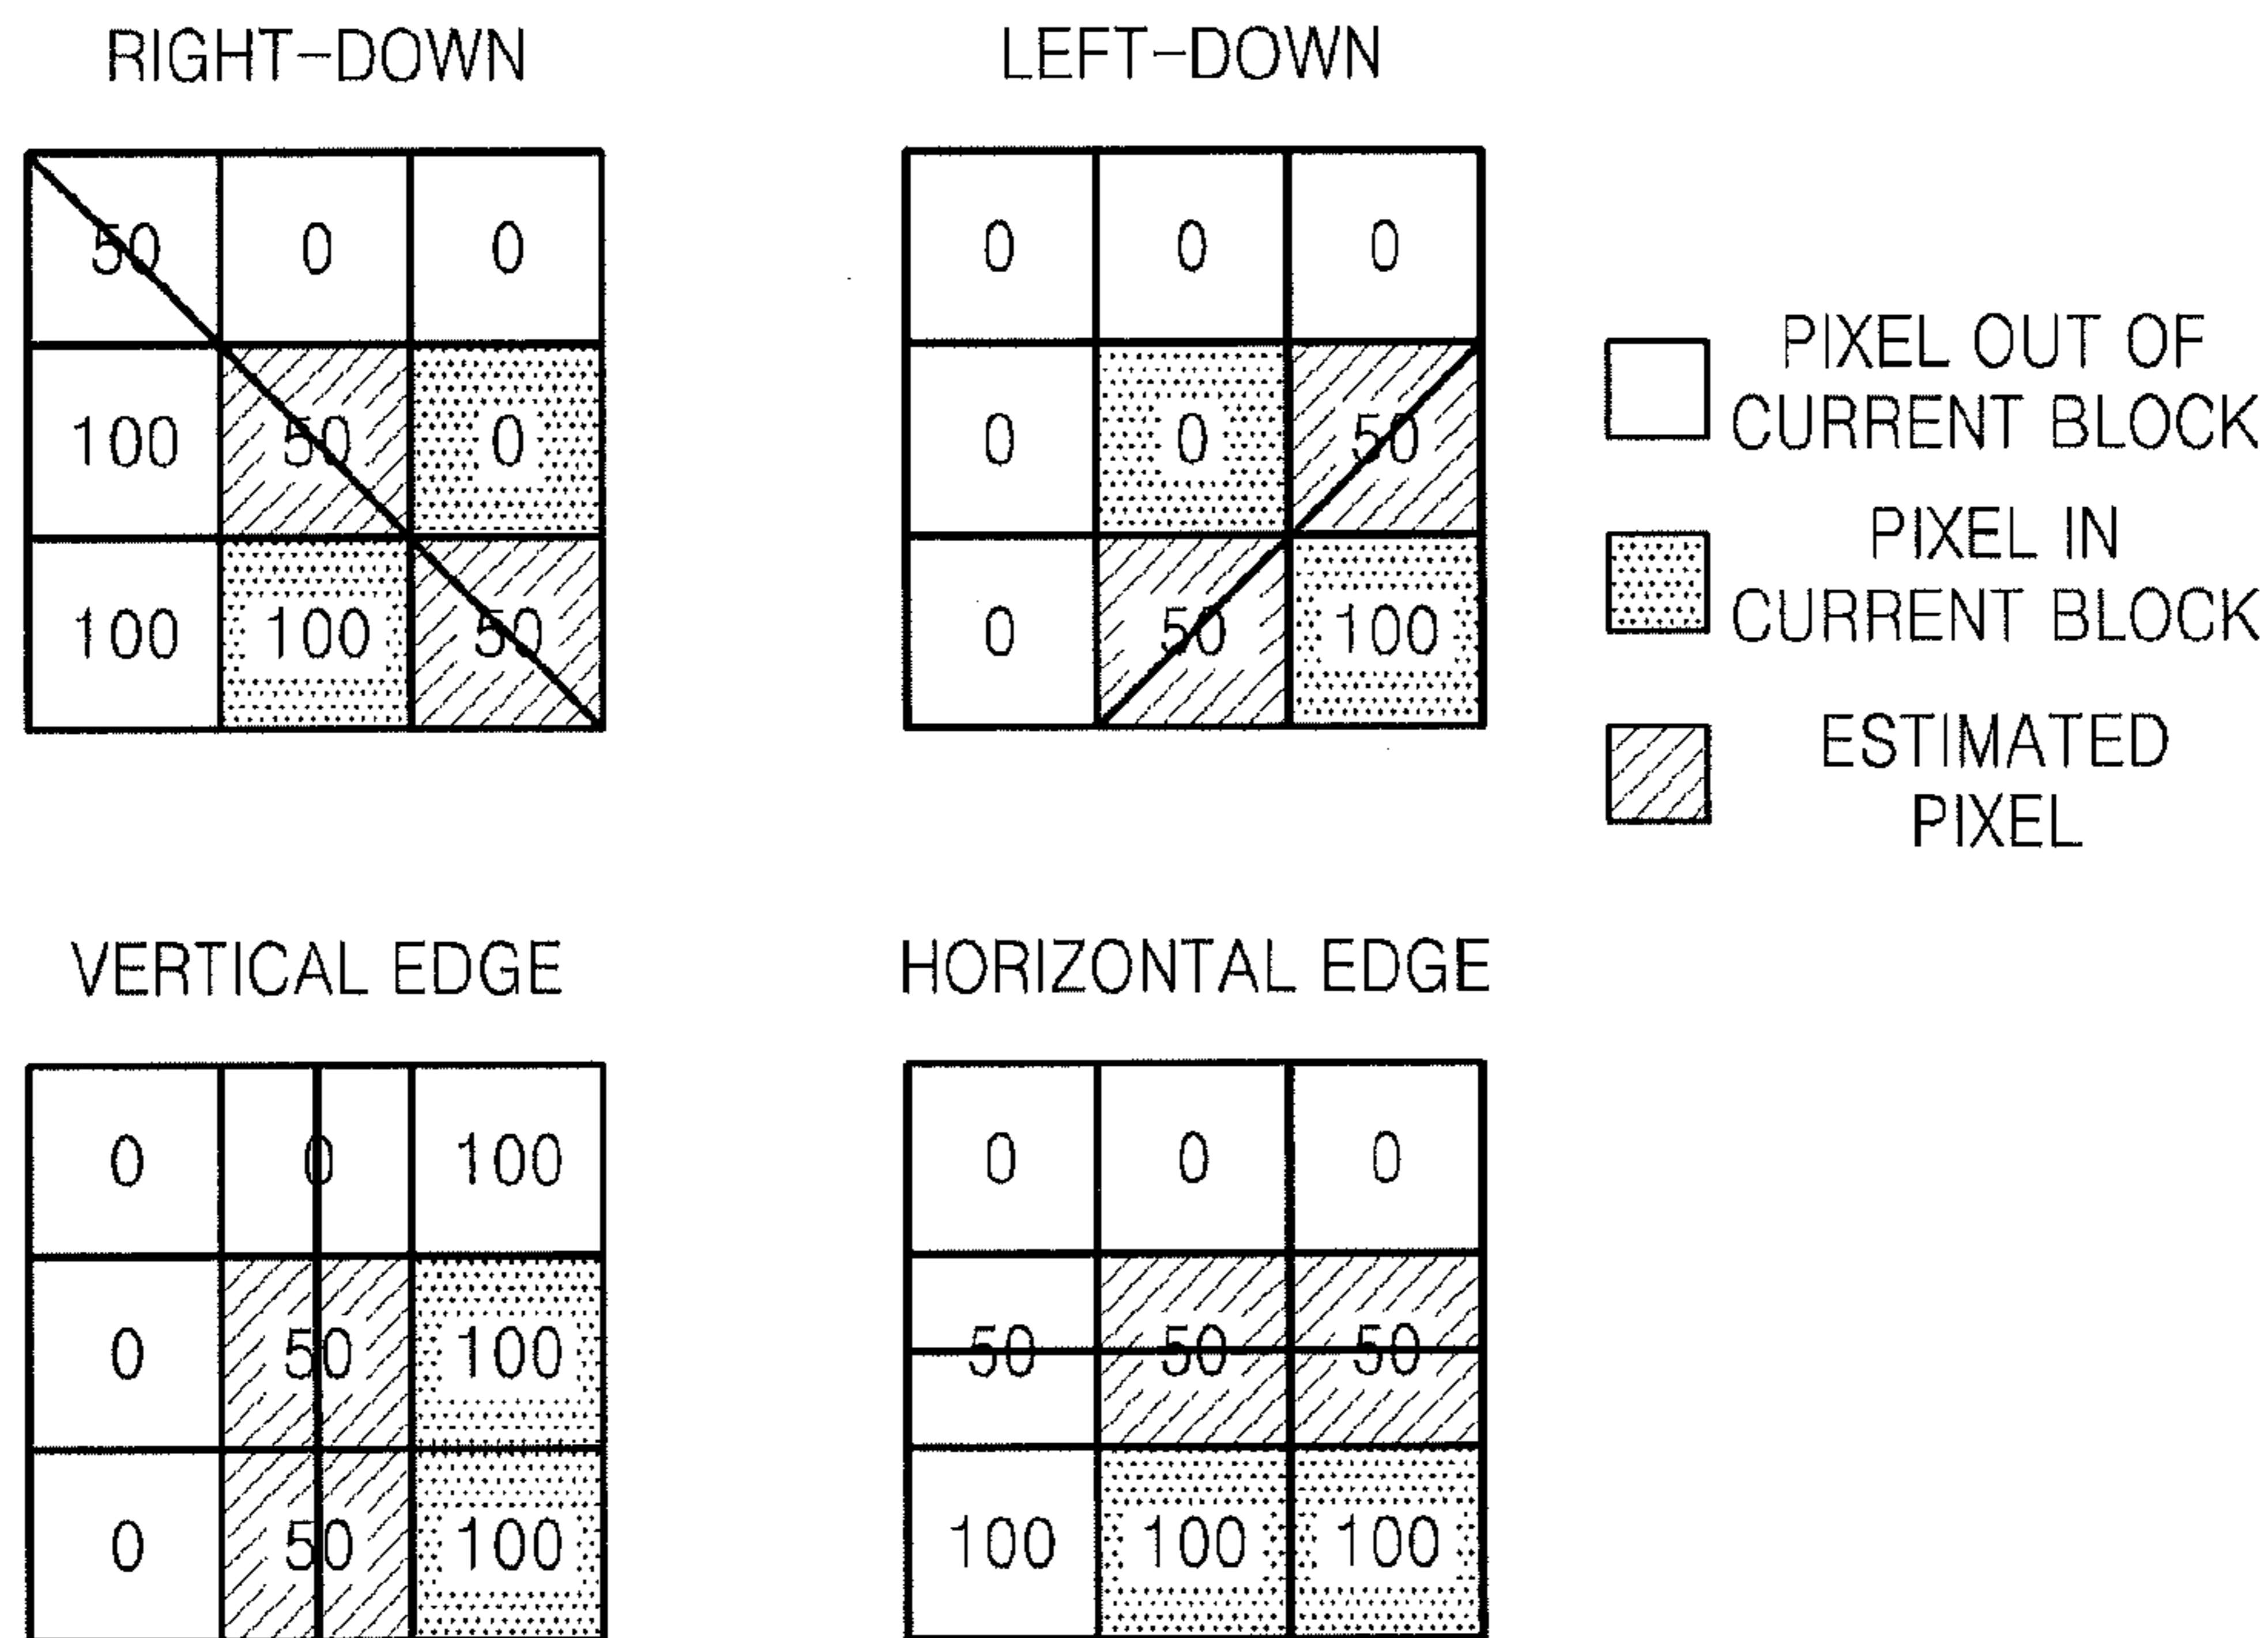 RIGHT-DOWN
50 0 0
100 50 0
100 100 50
LEFT-DOWN
0 0 0
0 0 50
0 50 100
PIXEL OUT OF
CURRENT BLOCK
PIXEL IN
CURRENT BLOCK
ESTIMATED
PIXEL
VERTICAL EDGE
0 0 100
0 50 100
0 50 100
HORIZONTAL EDGE
0 0 0
50 50 50
100 100 100